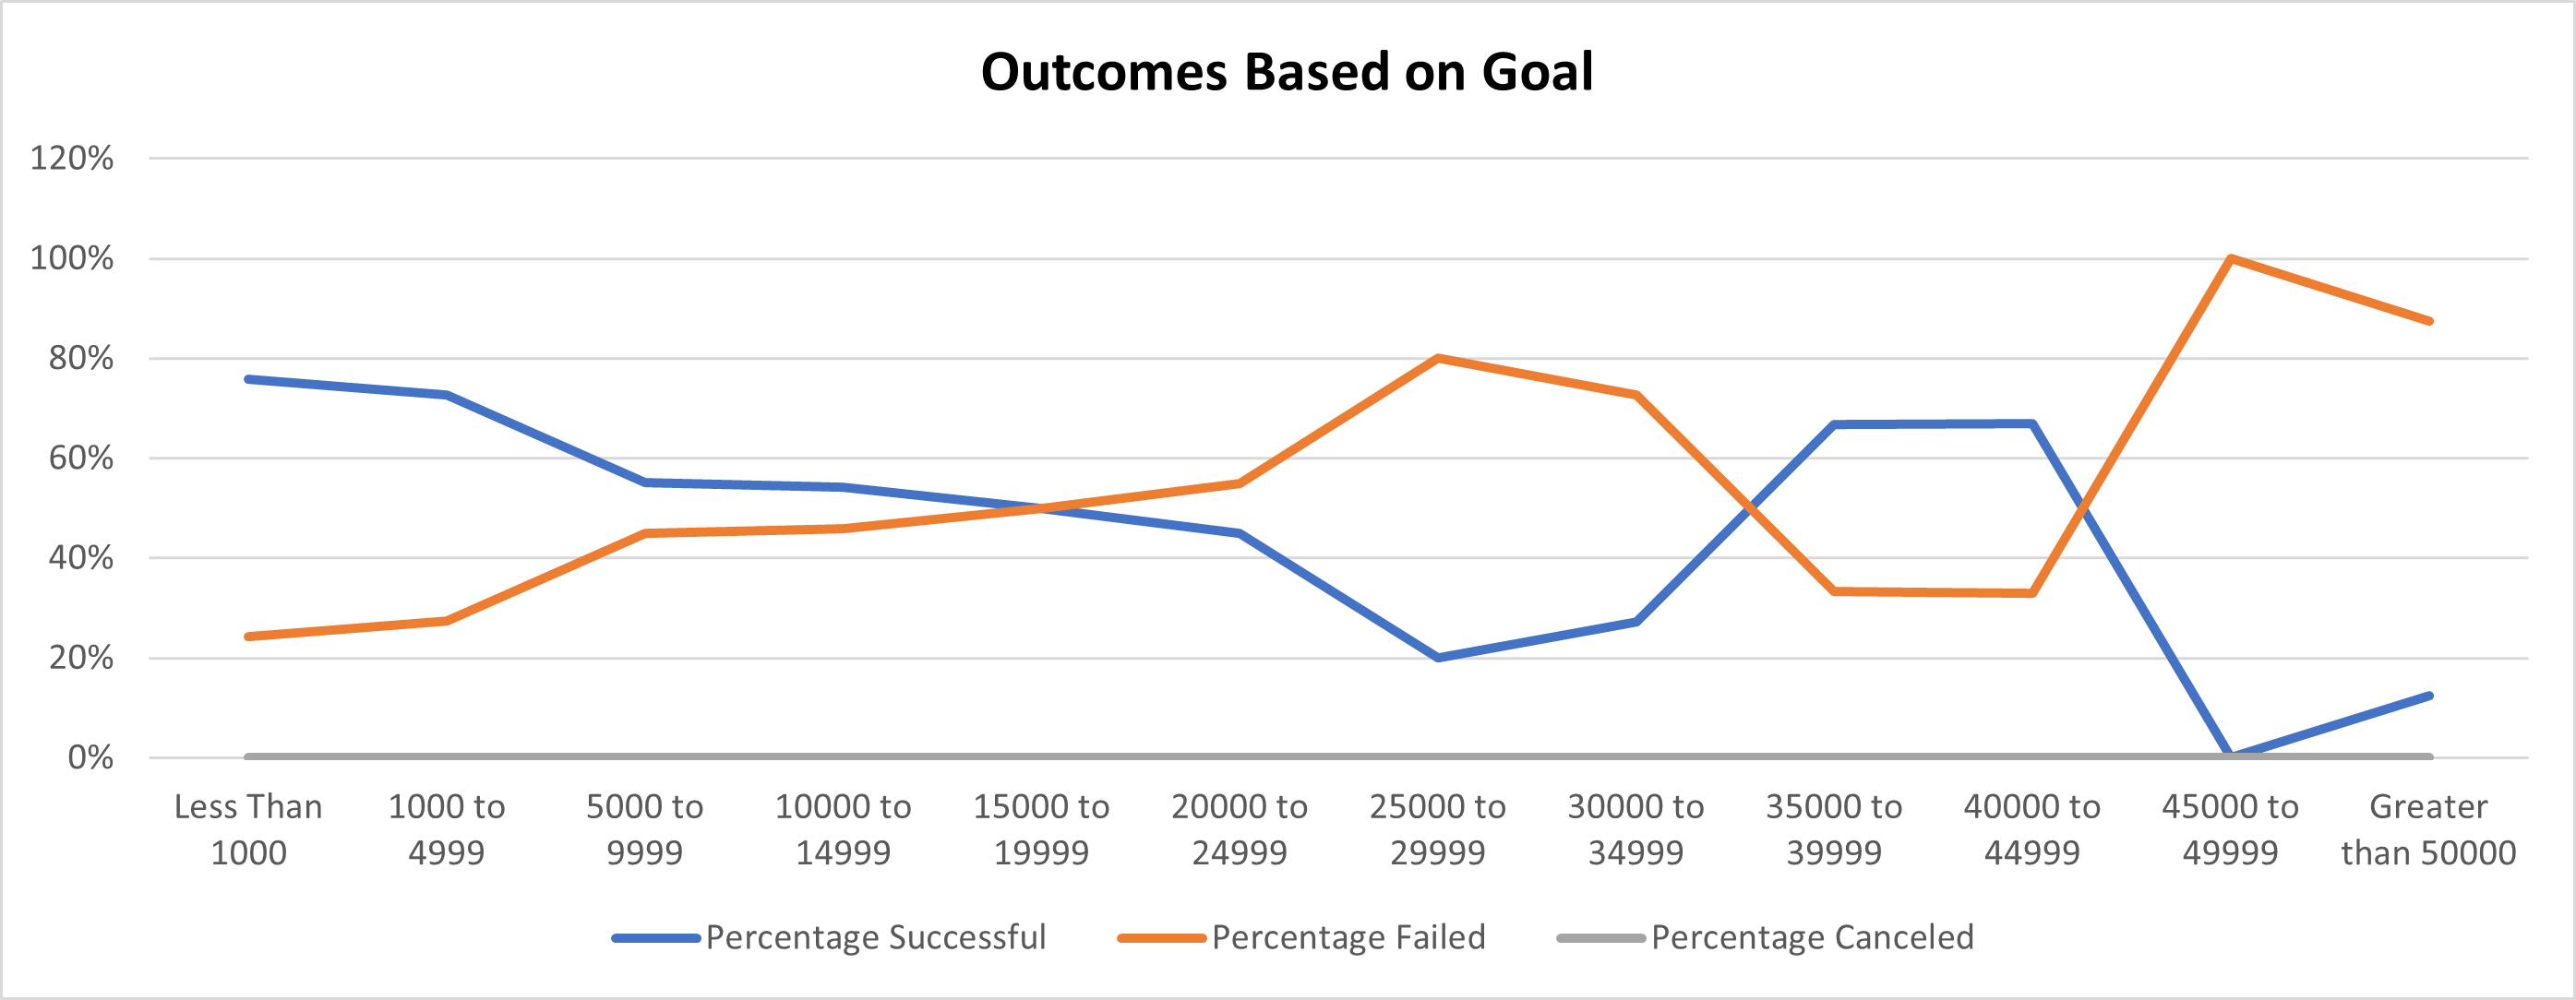 Outcomes Based on Goal
120%
100%
80%
60%
40%
20%
0%
Less Than 1000
1000 to 4999
5000 to 9999
10000 to 14999
15000 to 19999
20000 to 24999
25000 to 29999
30000 to 34999
35000 to 39999
40000 to 44999
45000 to 49999
Greater than 50000
Percentage Successful
Percentage Failed
Percentage Canceled